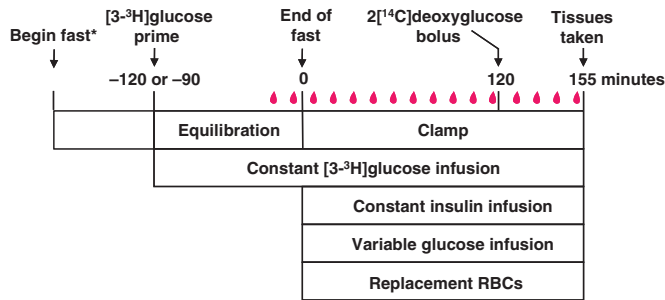 Begin fast*
[3-³H]glucose
prime
End of
fast
2[¹⁴C]deoxyglucose
bolus
Tissues
taken
–120 or –90
0
120
155 minutes
Equilibration
Clamp
Constant [3-³H]glucose infusion
Constant insulin infusion
Variable glucose infusion
Replacement RBCs